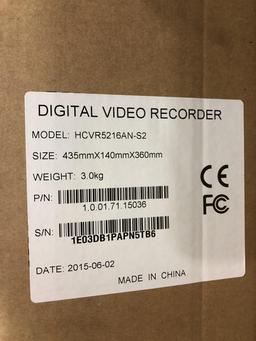 DIGITAL VIDEO RECORDER
MODEL: HCVR5216AN-S2
SIZE: 435mmX140mmX360mm
WEIGHT: 3.0kg
P/N:
1.0.01.71.15036
S/N:
1E03DB1PAPN5TB6
CE
FC
DATE: 2015-06-02
MADE IN CHINA